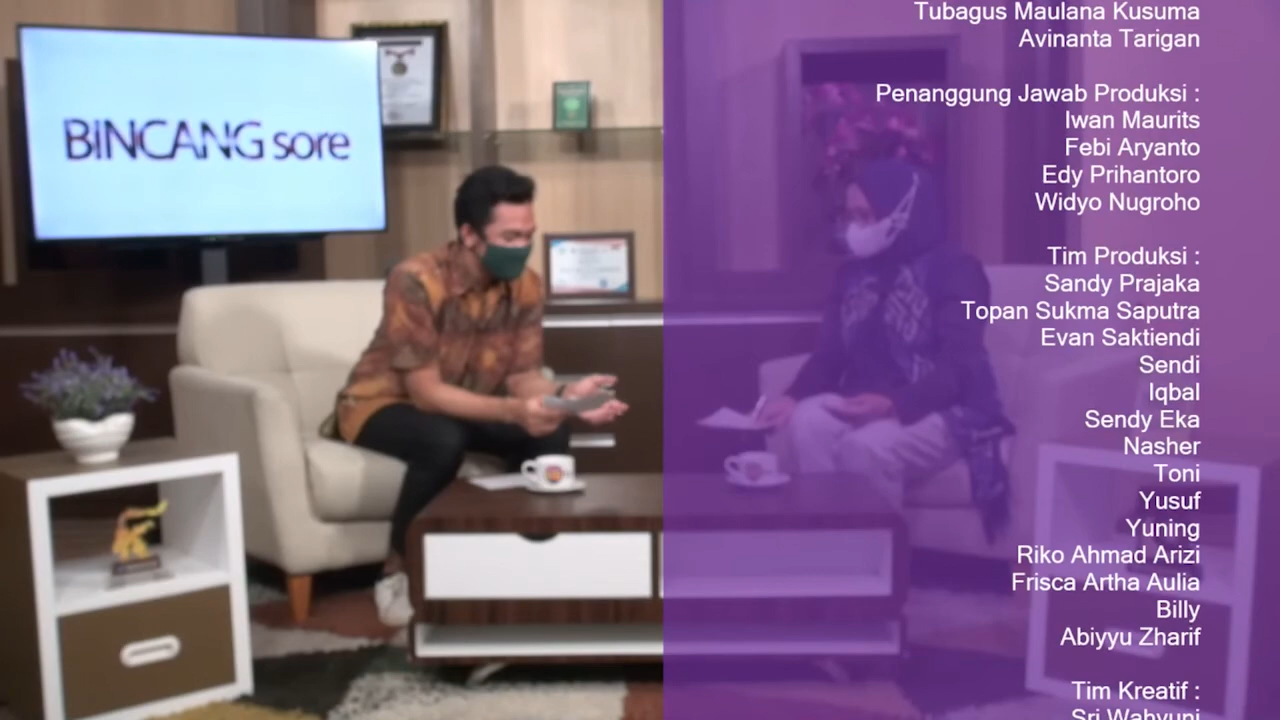 BINCANG sore
Tubagus Maulana Kusuma
Avinanta Tarigan
Penanggung Jawab Produksi :
Iwan Maurits
Febi Aryanto
Edy Prihantoro
Widyo Nugroho
Tim Produksi :
Sandy Prajaka
Topan Sukma Saputra
Evan Saktiendi
Sendi
Iqbal
Sendy Eka
Nasher
Toni
Yusuf
Yuning
Riko Ahmad Arizi
Frisca Artha Aulia
Billy
Abiyyu Zharif
Tim Kreatif :
Sri Wahyuni